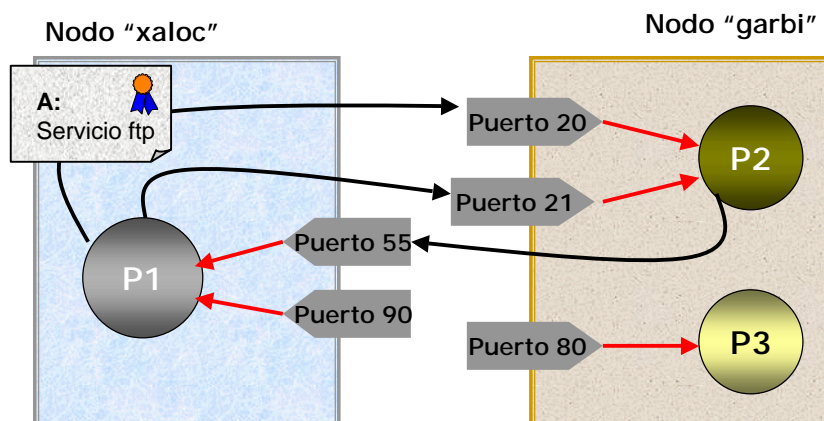 Nodo “xaloc”
Nodo “garbi”
A:
Servicio ftp
Puerto 20
P2
Puerto 21
Puerto 55
P1
Puerto 90
Puerto 80
P3